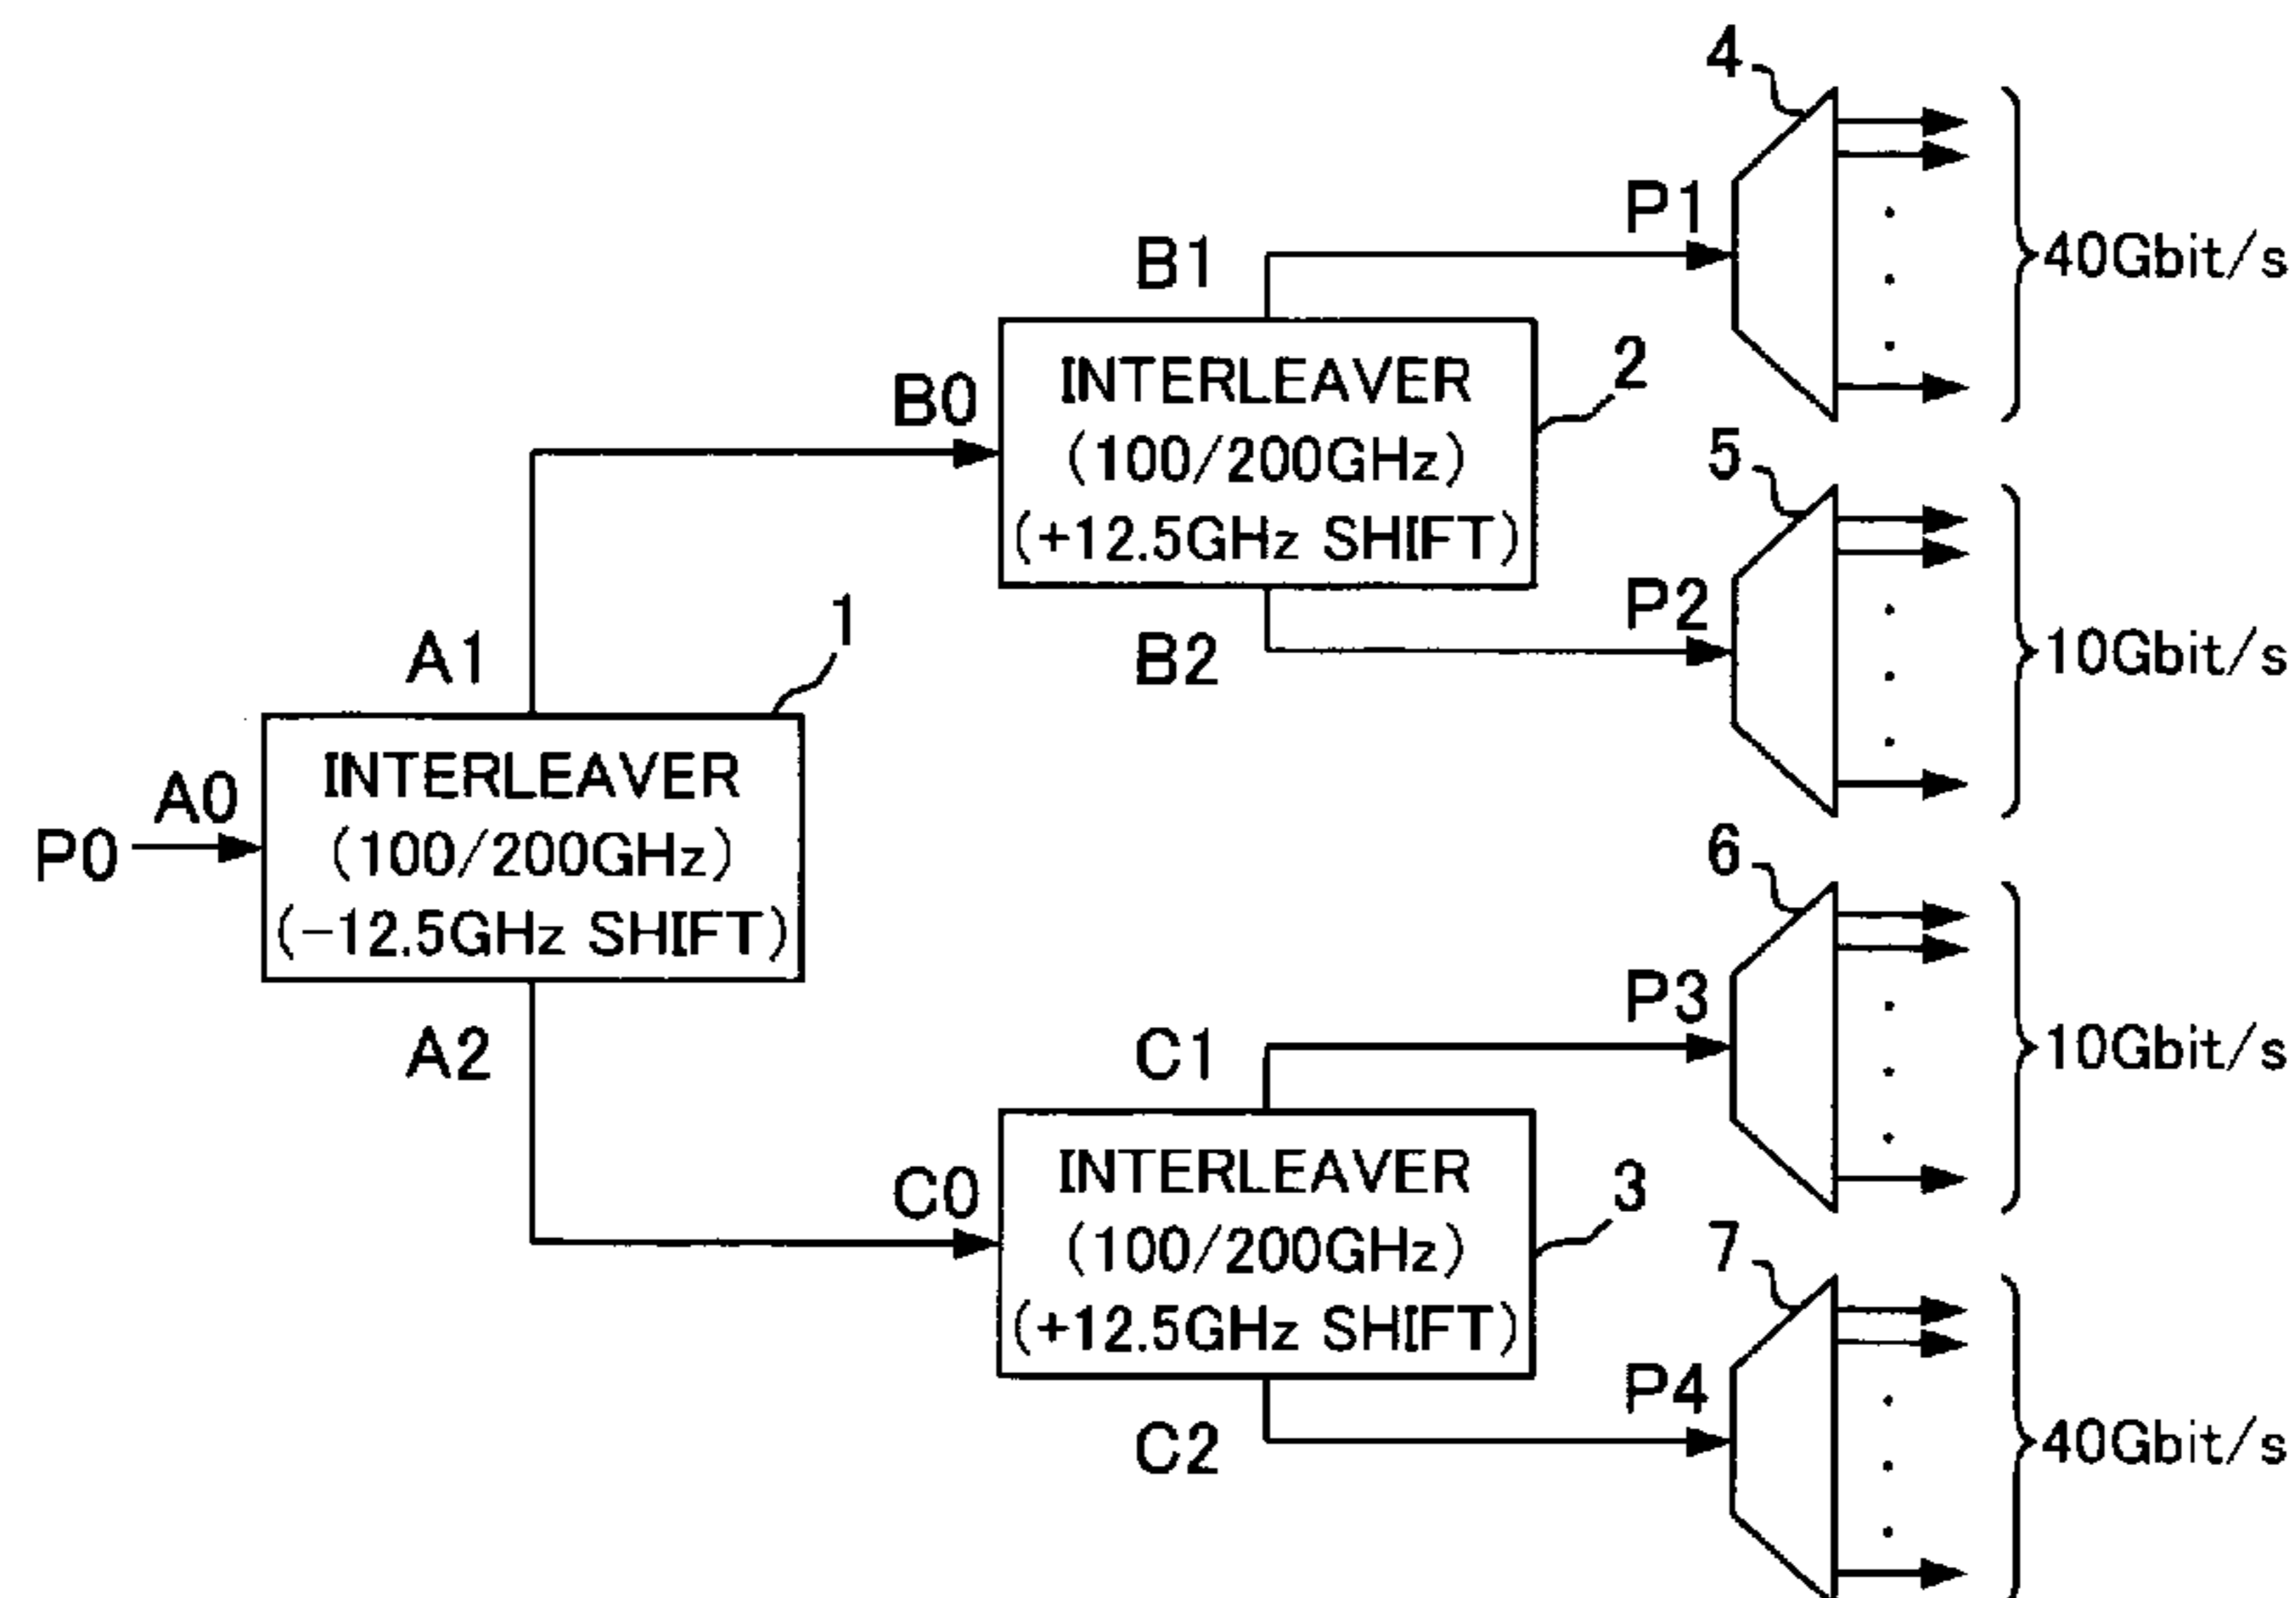 4
P1
40Gbit/s
B1
INTERLEAVER
(100/200GHz)
(+12.5GHz SHIFT)
2
B0
5
P2
10Gbit/s
B2
A1
1
P0
A0
INTERLEAVER
(100/200GHz)
(-12.5GHz SHIFT)
A2
6
P3
10Gbit/s
C1
INTERLEAVER
(100/200GHz)
(+12.5GHz SHIFT)
3
C0
7
P4
40Gbit/s
C2